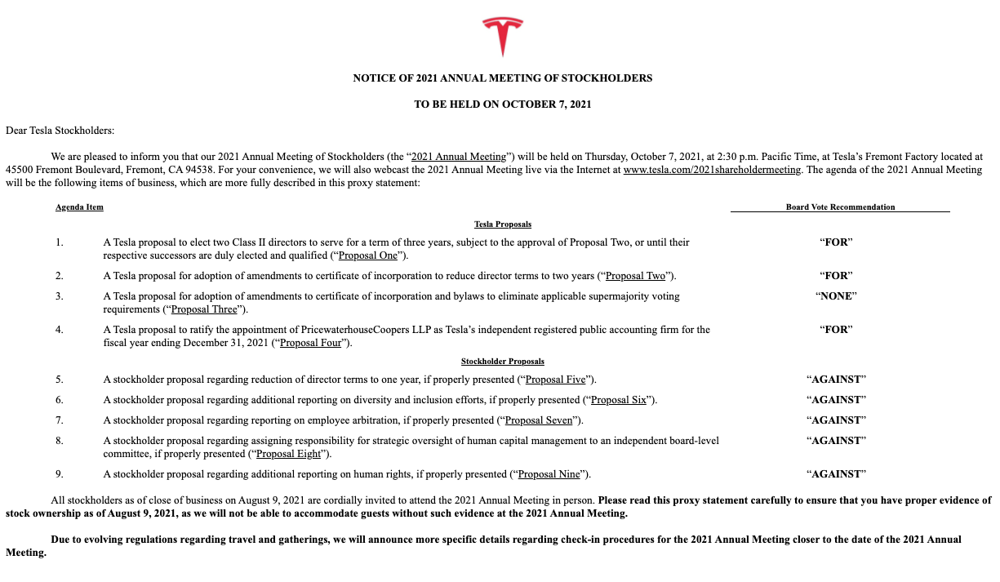 NOTICE OF 2021 ANNUAL MEETING OF STOCKHOLDERS
TO BE HELD ON OCTOBER 7, 2021
Dear Tesla Stockholders:
We are pleased to inform you that our 2021 Annual Meeting of Stockholders (the “2021 Annual Meeting”) will be held on Thursday, October 7, 2021, at 2:30 p.m. Pacific Time, at Tesla’s Fremont Factory located at
45500 Fremont Boulevard, Fremont, CA 94538. For your convenience, we will also webcast the 2021 Annual Meeting live via the Internet at www.tesla.com/2021shareholdermeeting. The agenda of the 2021 Annual Meeting
will be the following items of business, which are more fully described in this proxy statement:
Agenda Item Board Vote Recommendation
Tesla Proposals
1. A Tesla proposal to elect two Class II directors to serve for a term of three years, subject to the approval of Proposal Two, or until their “FOR”
respective successors are duly elected and qualified (“Proposal One”).
2. A Tesla proposal for adoption of amendments to certificate of incorporation to reduce director terms to two years (“Proposal Two”). “FOR”
3. A Tesla proposal for adoption of amendments to certificate of incorporation and bylaws to eliminate applicable supermajority voting “NONE”
requirements (“Proposal Three”).
4. A Tesla proposal to ratify the appointment of PricewaterhouseCoopers LLP as Tesla’s independent registered public accounting firm for the “FOR”
fiscal year ending December 31, 2021 (“Proposal Four”).
Stockholder Proposals
5. A stockholder proposal regarding reduction of director terms to one year, if properly presented (“Proposal Five”). “AGAINST”
6. A stockholder proposal regarding additional reporting on diversity and inclusion efforts, if properly presented (“Proposal Six”). “AGAINST”
7. A stockholder proposal regarding reporting on employee arbitration, if properly presented (“Proposal Seven”). “AGAINST”
8. A stockholder proposal regarding assigning responsibility for strategic oversight of human capital management to an independent board-level “AGAINST”
committee, if properly presented (“Proposal Eight”).
9. A stockholder proposal regarding additional reporting on human rights, if properly presented (“Proposal Nine”). “AGAINST”
All stockholders as of close of business on August 9, 2021 are cordially invited to attend the 2021 Annual Meeting in person. Please read this proxy statement carefully to ensure that you have proper evidence of
stock ownership as of August 9, 2021, as we will not be able to accommodate guests without such evidence at the 2021 Annual Meeting.
Due to evolving regulations regarding travel and gatherings, we will announce more specific details regarding check-in procedures for the 2021 Annual Meeting closer to the date of the 2021 Annual
Meeting.